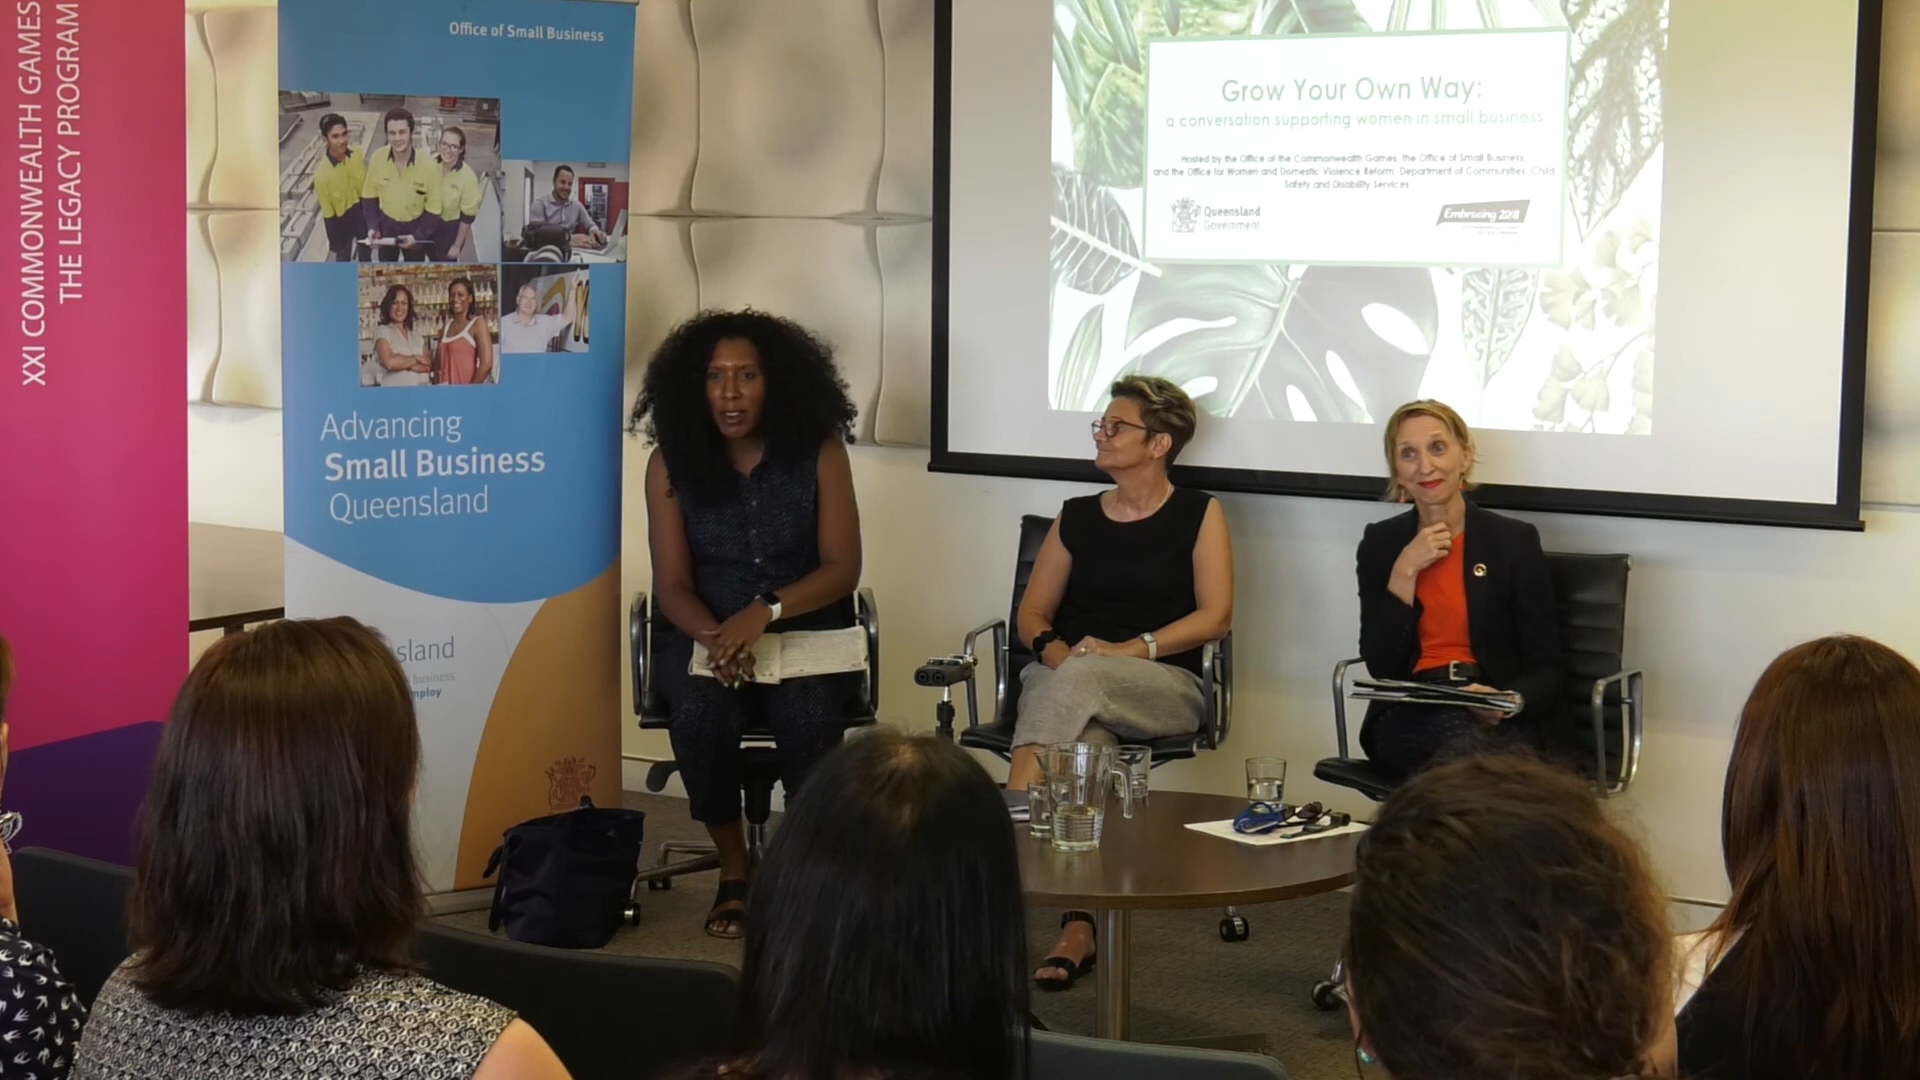 XXI COMMONWEALTH GAMES
THE LEGACY PROGRAM
Office of Small Business
Advancing
Small Business
Queensland
sland
business
mploy
Grow Your Own Way:
a conversation supporting women in small business
Hosted by the Office of the Commonwealth Games, the Office of Small Business
and the Office for Women and Domestic Violence Reform, Department of Communities, Child
Safety and Disability Services
Queensland
Government
Embracing 2018